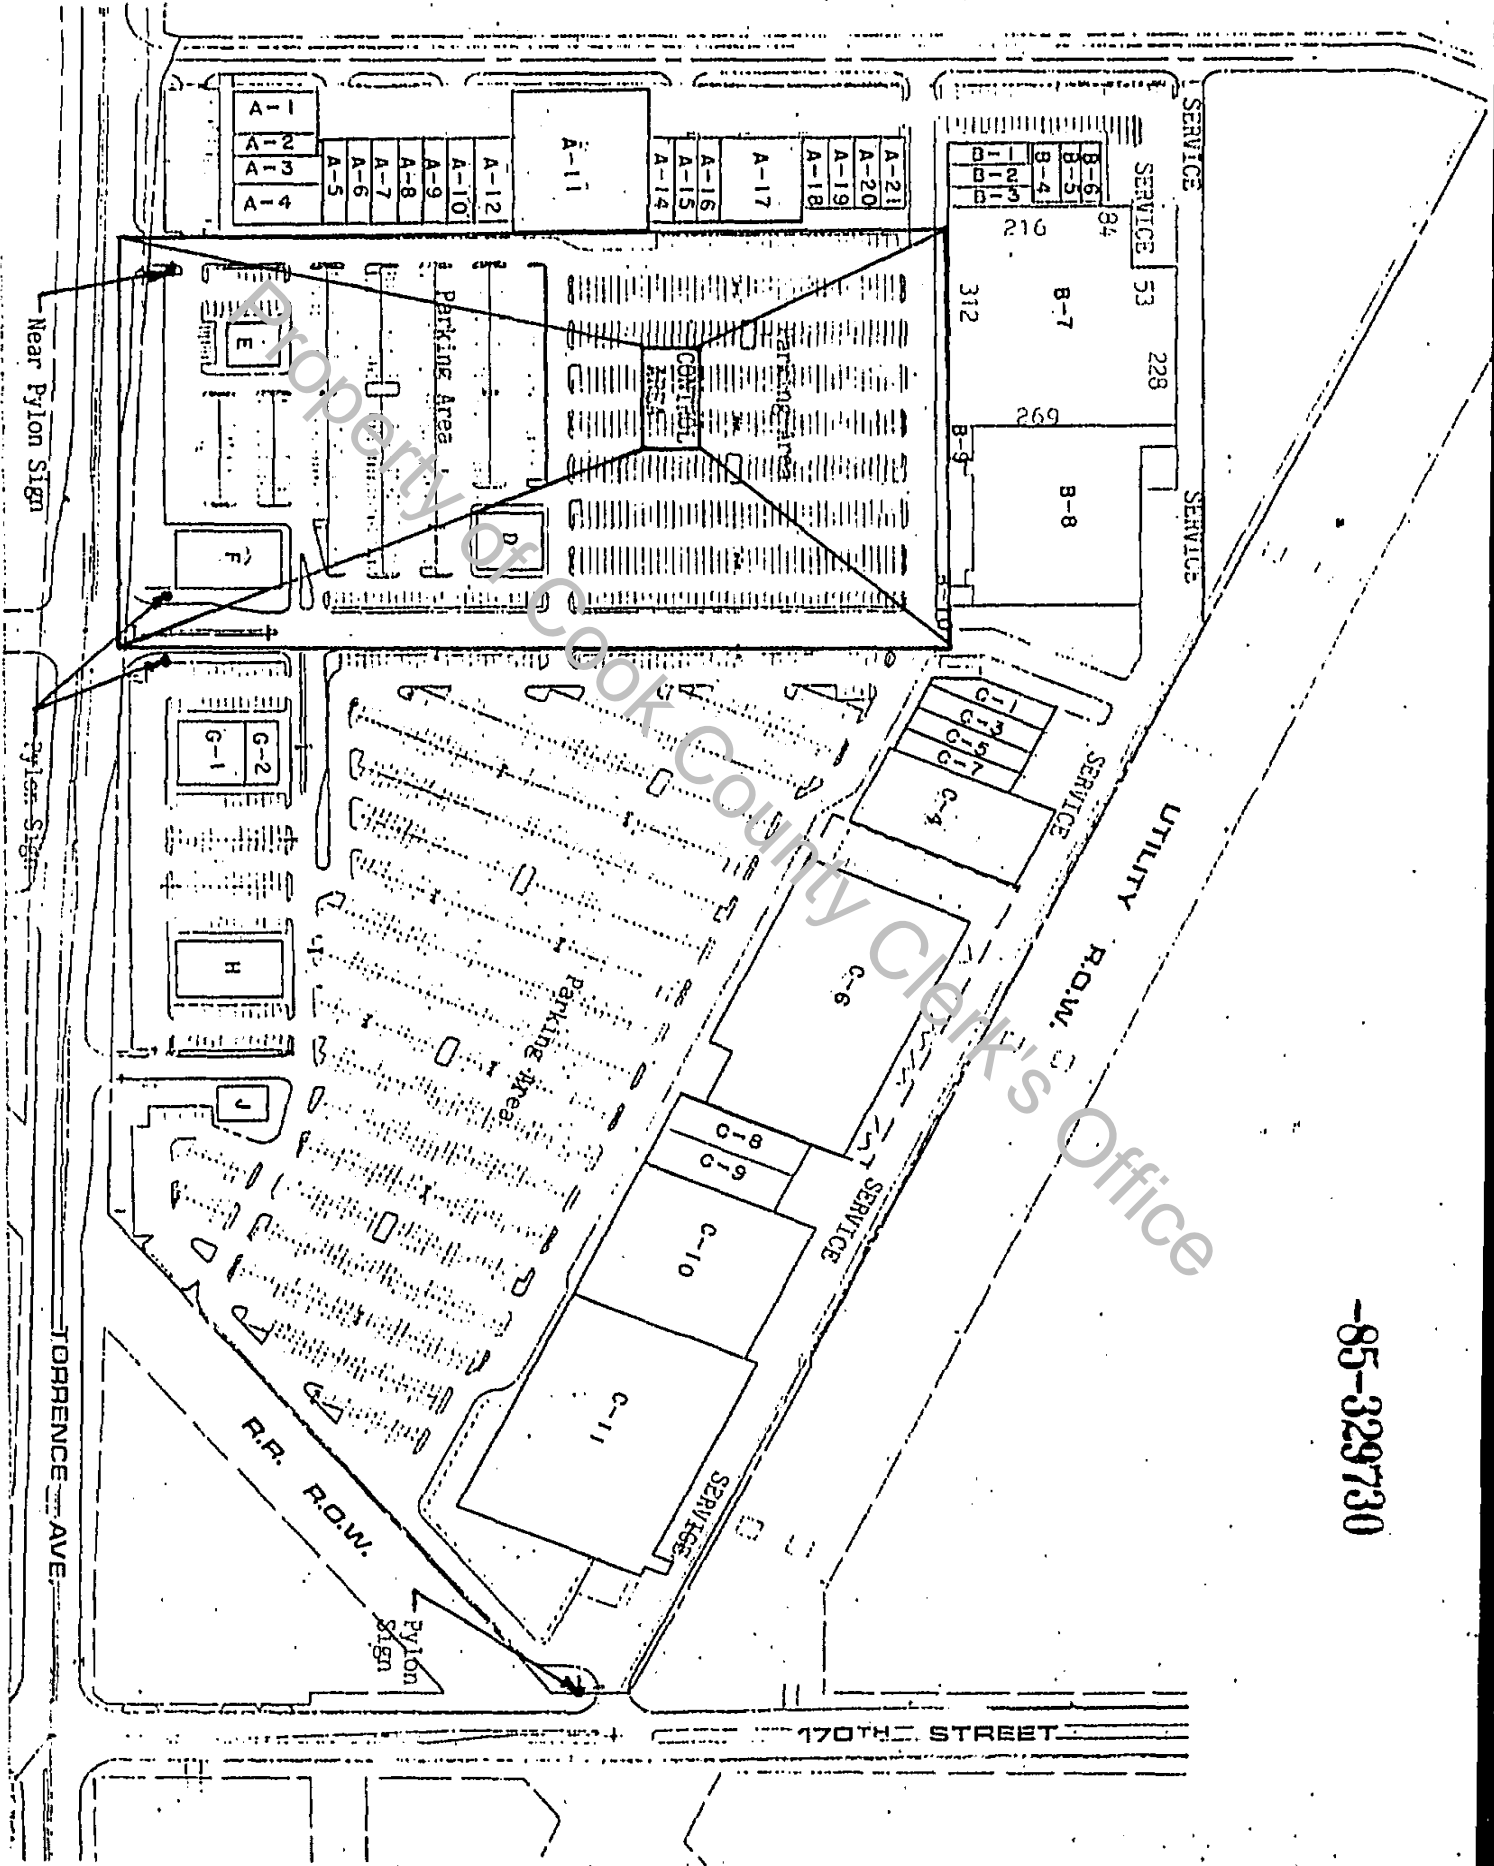 A-1
A-2
A-3
A-4
A-5
A-6
A-7
A-8
A-9
A-10
A-12
A-11
A-14
A-15
A-16
A-17
A-18
A-19
A-20
A-21
B-1
B-2
B-3
B-4
B-5
B-6
SERVICE
SERVICE
216
84
53
312
B-7
228
269
B-9
B-8
SERVICE
Near Pylon Sign
E
Parking Area
Parking Area
CONTROL
AREA
D
F
B-10
Pylon Sign
G-1
G-2
H
J
C-1
C-3
C-5
C-7
C-4
SERVICE
C-6
Parking Area
C-8
C-9
C-10
SERVICE
C-11
SERVICE
UTILITY R.O.W.
R.R. R.O.W.
Pylon
Sign
TORRENCE AVE.
170TH STREET
-85-329730
Property of Cook County Clerk's Office